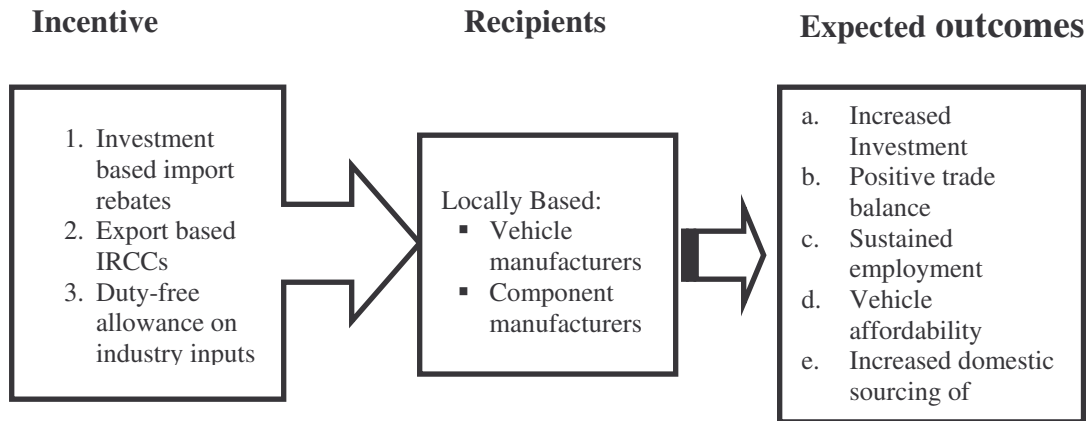 Incentive
Recipients
Expected outcomes
1. Investment
based import
rebates
2. Export based
IRCCs
3. Duty-free
allowance on
industry inputs
Locally Based:
▪ Vehicle
manufacturers
▪ Component
manufacturers
a. Increased
Investment
b. Positive trade
balance
c. Sustained
employment
d. Vehicle
affordability
e. Increased domestic
sourcing of